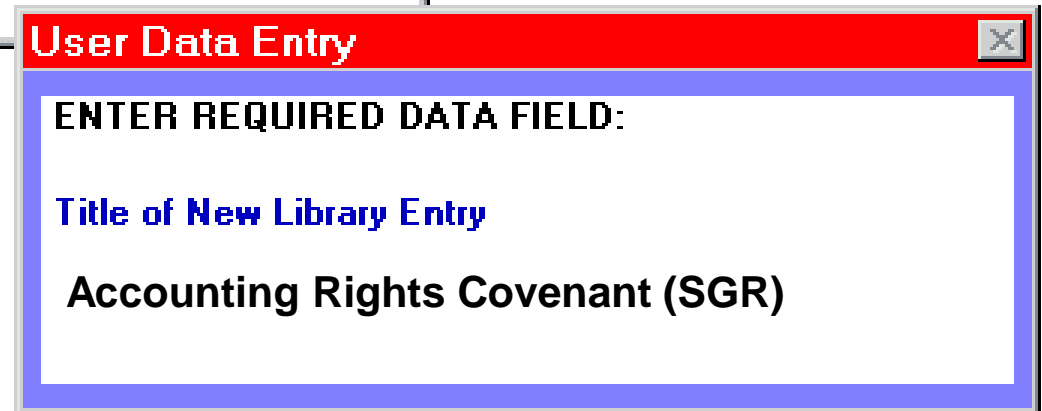 User Data Entry
ENTER REQUIRED DATA FIELD:
Title of New Library Entry
Accounting Rights Covenant (SGR)